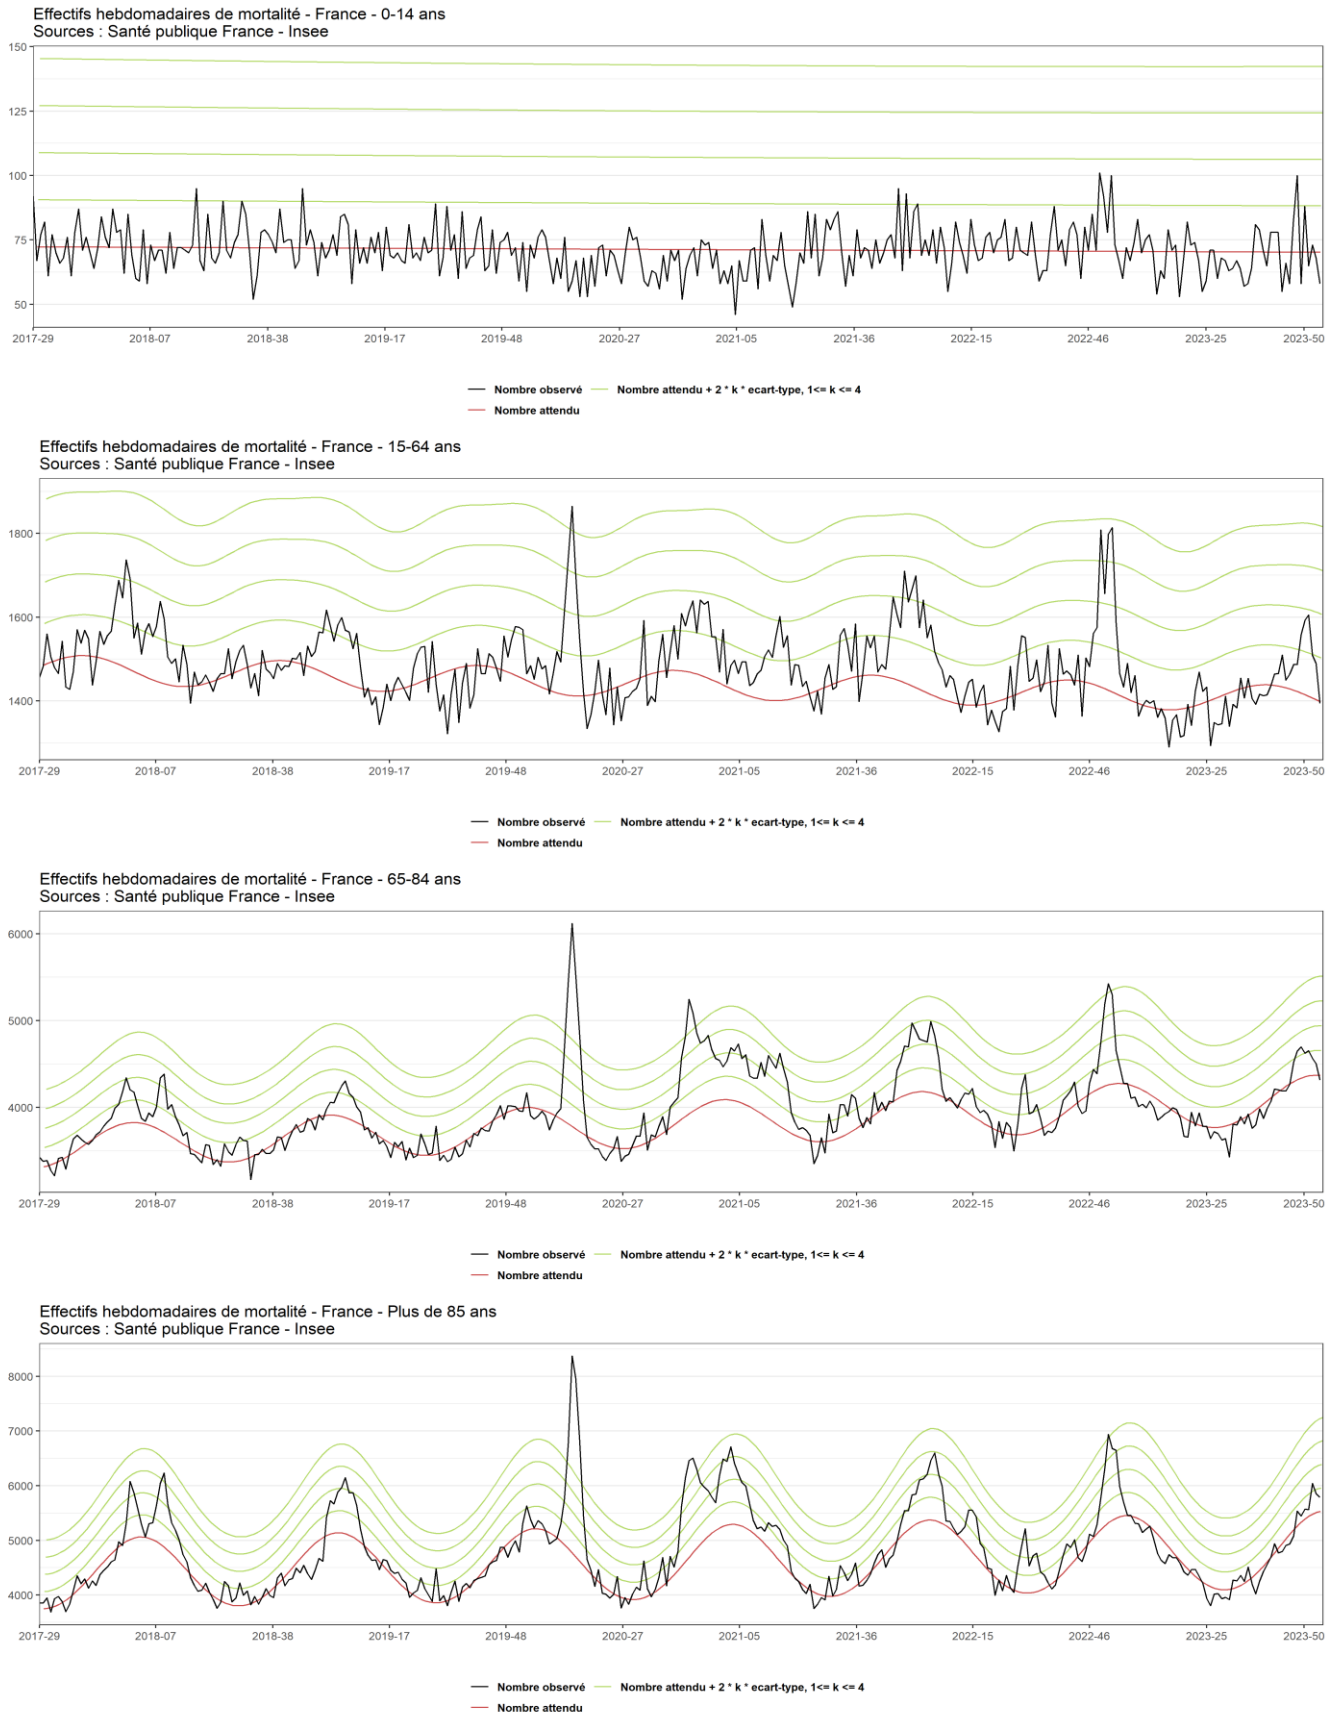 Effectifs hebdomadaires de mortalité - France - 0-14 ans
Sources : Santé publique France - Insee
150
125
100
75
50
2017-29 2018-07 2018-38 2019-17 2019-48 2020-27 2021-05 2021-36 2022-15 2022-46 2023-25 2023-50
Nombre observé Nombre attendu + 2 * k * ecart-type, 1<= k <= 4
Nombre attendu
Effectifs hebdomadaires de mortalité - France - 15-64 ans
Sources : Santé publique France - Insee
1800
1600
1400
2017-29 2018-07 2018-38 2019-17 2019-48 2020-27 2021-05 2021-36 2022-15 2022-46 2023-25 2023-50
Nombre observé Nombre attendu + 2 * k * ecart-type, 1<= k <= 4
Nombre attendu
Effectifs hebdomadaires de mortalité - France - 65-84 ans
Sources : Santé publique France - Insee
6000
5000
4000
2017-29 2018-07 2018-38 2019-17 2019-48 2020-27 2021-05 2021-36 2022-15 2022-46 2023-25 2023-50
Nombre observé Nombre attendu + 2 * k * ecart-type, 1<= k <= 4
Nombre attendu
Effectifs hebdomadaires de mortalité - France - Plus de 85 ans
Sources : Santé publique France - Insee
8000
7000
6000
5000
4000
2017-29 2018-07 2018-38 2019-17 2019-48 2020-27 2021-05 2021-36 2022-15 2022-46 2023-25 2023-50
Nombre observé Nombre attendu + 2 * k * ecart-type, 1<= k <= 4
Nombre attendu